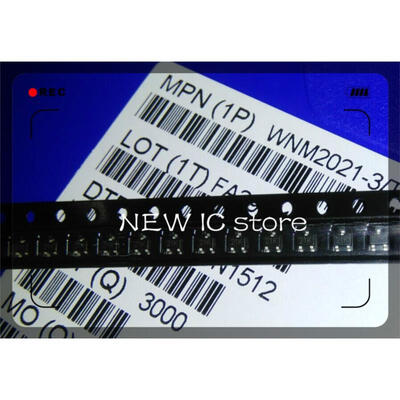 REC
MPN (1P) WNM2021-3/T
LOT (1T) FA
DT
NEW IC store
N1512
(Q) 3000
MO (Q)